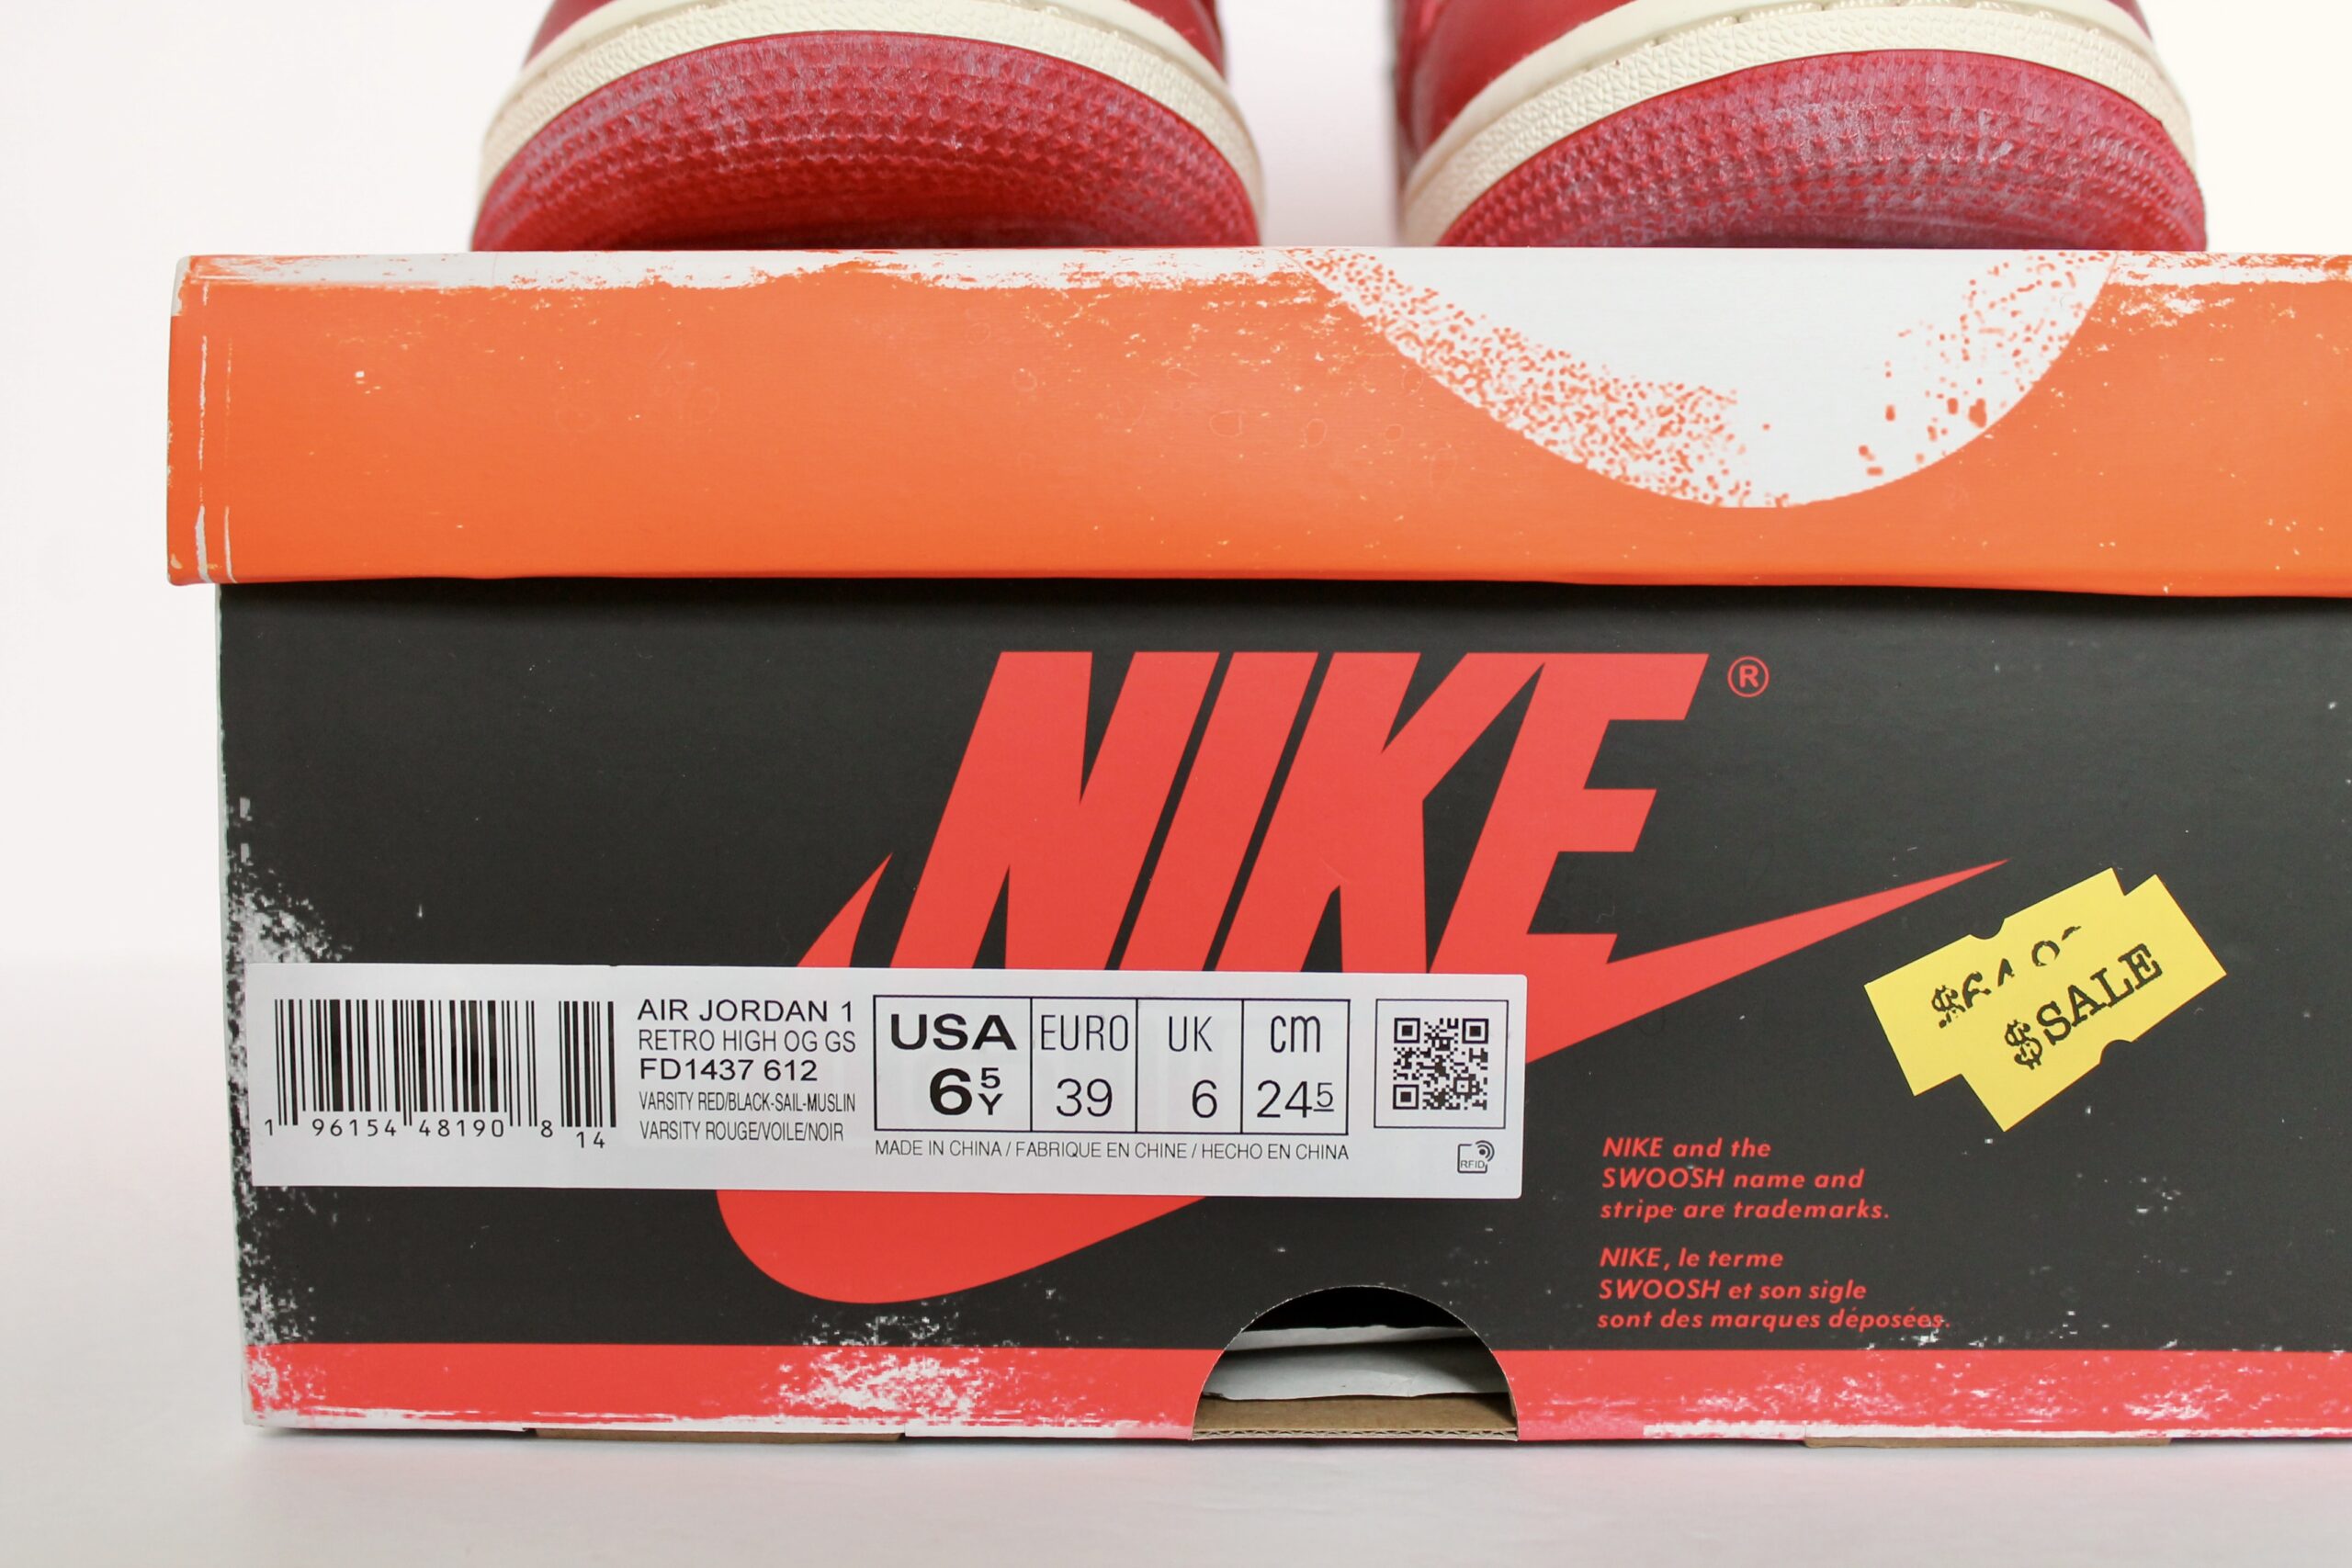 NIKE®
$SALE
AIR JORDAN 1
RETRO HIGH OG GS
FD1437 612
VARSITY RED/BLACK-SAIL-MUSLIN
VARSITY ROUGE/VOILE/NOIR
1 96154 48190 8 14
USA EURO UK cm
6 5 Y 39 6 24 5
MADE IN CHINA / FABRIQUE EN CHINE / HECHO EN CHINA
RFID
NIKE and the
SWOOSH name and
stripe are trademarks.
NIKE, le terme
SWOOSH et son sigle
sont des marques déposées.